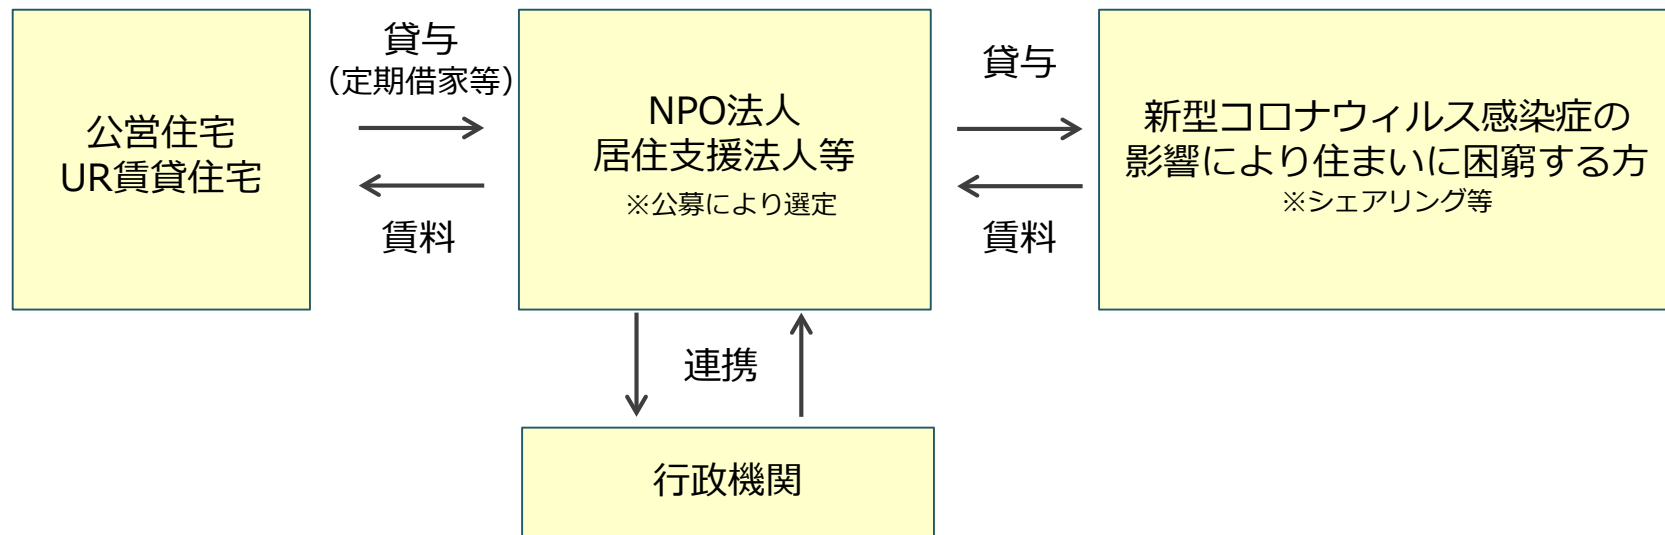 公営住宅
UR賃貸住宅
貸与
（定期借家等）
賃料
NPO法人
居住支援法人等
※公募により選定
貸与
賃料
新型コロナウィルス感染症の
影響により住まいに困窮する方
※シェアリング等
連携
行政機関